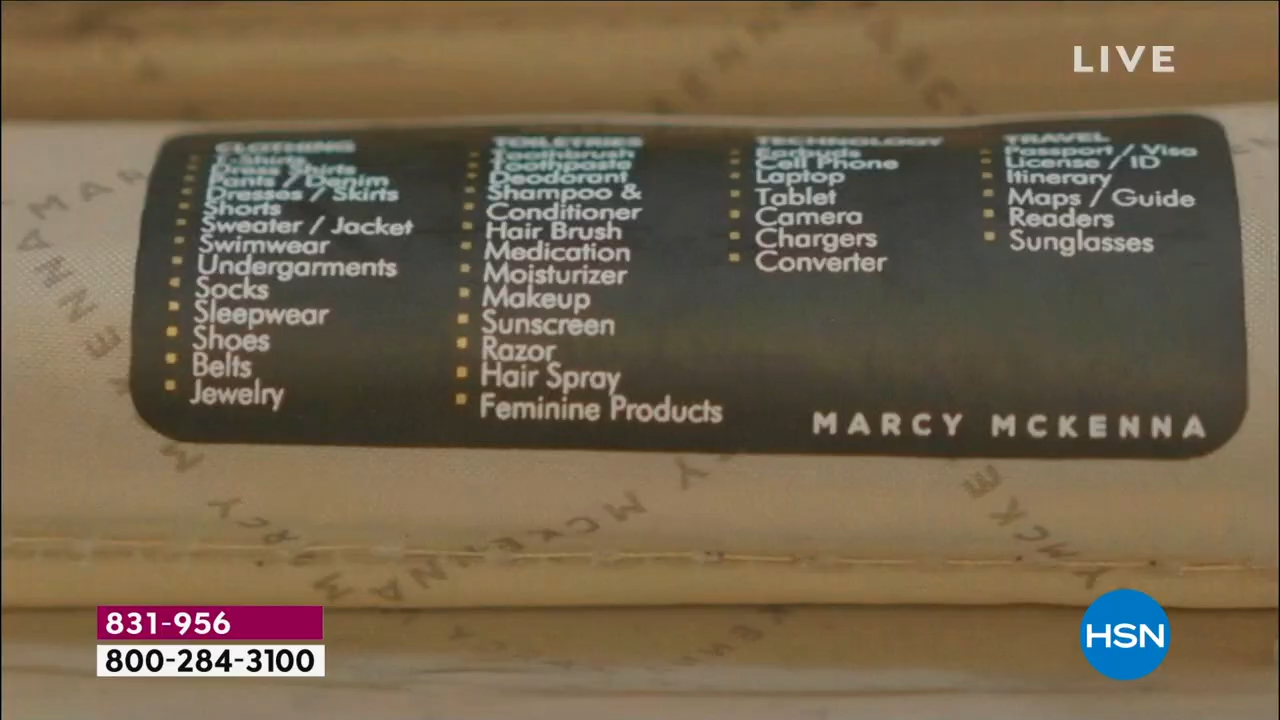 LIVE
CLOTHING
T-Shirts
Dress Shirts
Pants / Denim
Dresses / Skirts
Shorts
Sweater / Jacket
Swimwear
Undergarments
Socks
Sleepwear
Shoes
Belts
Jewelry
TOILETRIES
Toothbrush
Toothpaste
Deodorant
Shampoo &
Conditioner
Hair Brush
Medication
Moisturizer
Makeup
Sunscreen
Razor
Hair Spray
Feminine Products
TECHNOLOGY
Earbuds
Cell Phone
Laptop
Tablet
Camera
Chargers
Converter
TRAVEL
Passport / Visa
License / ID
Itinerary
Maps / Guide
Readers
Sunglasses
MARCY MCKENNA
831-956
800-284-3100
HSN